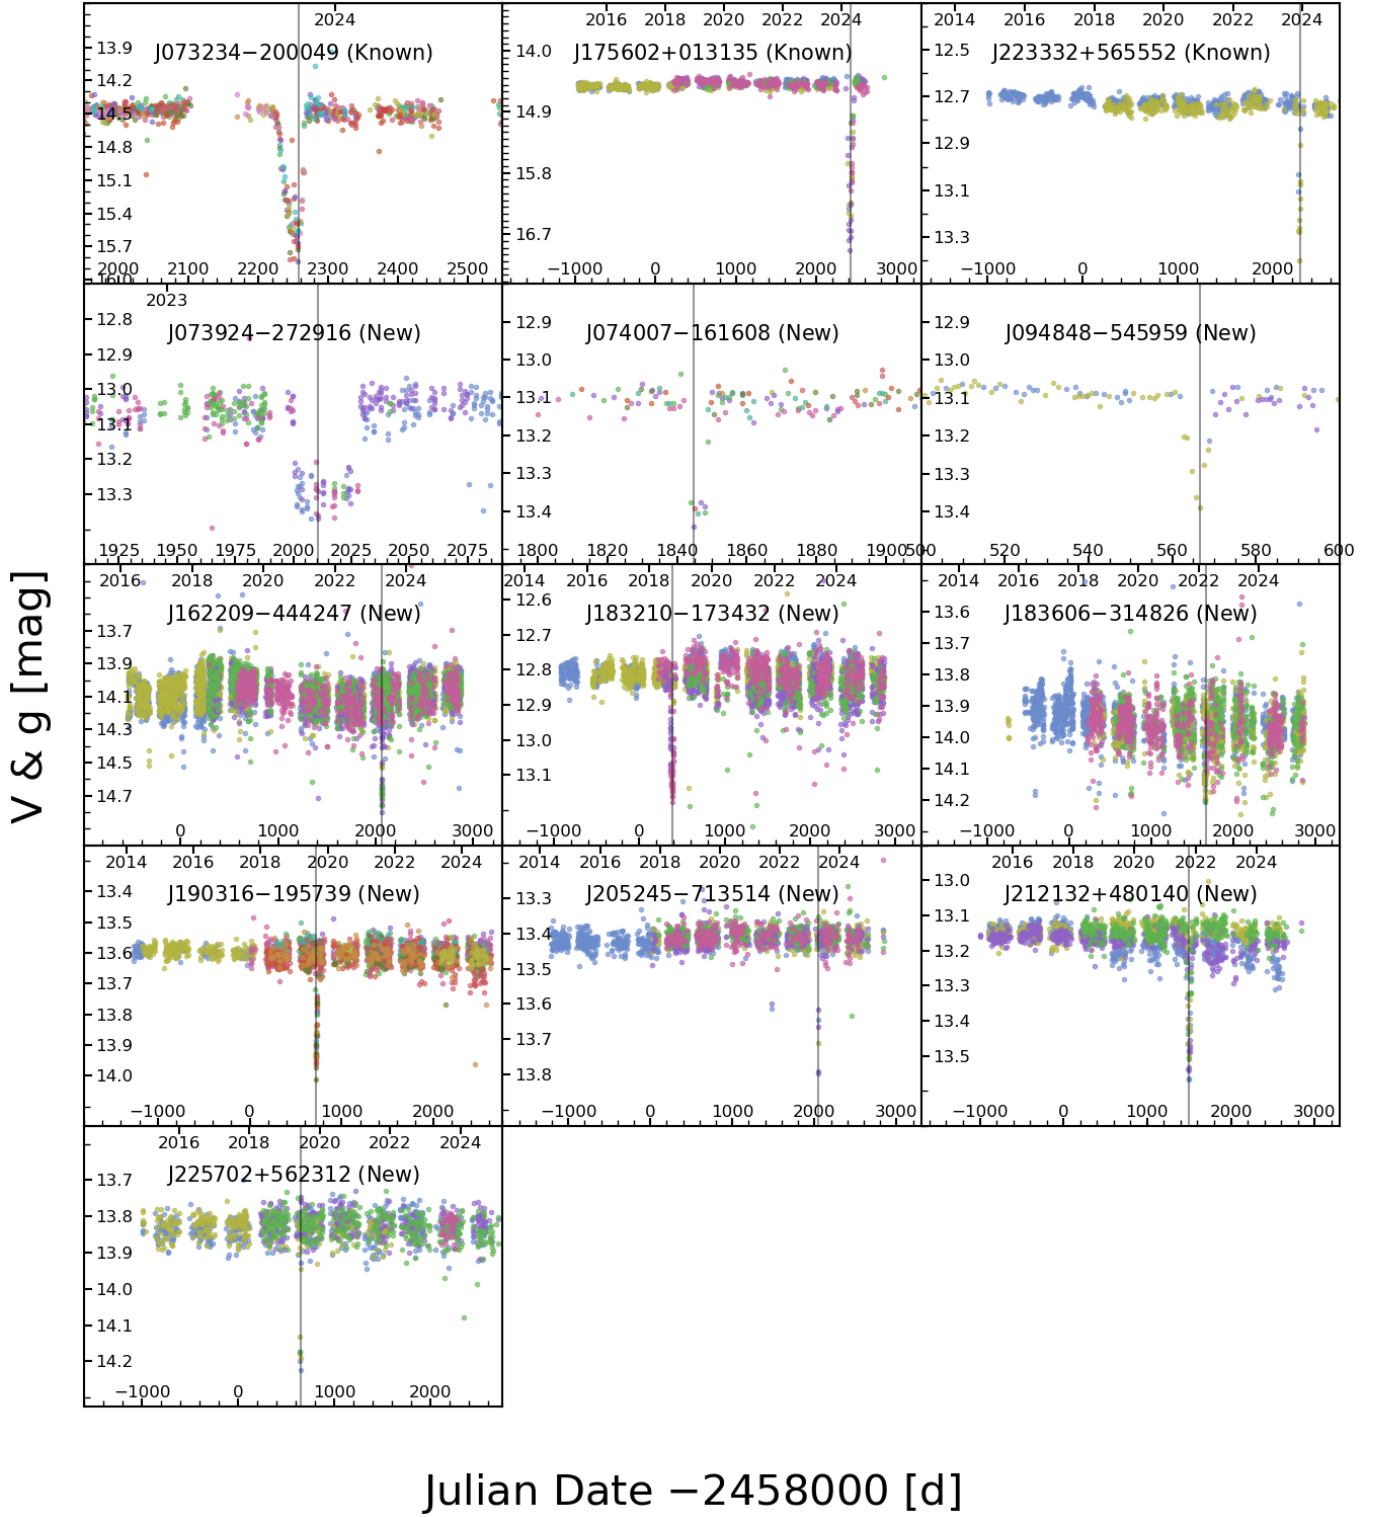 2024
J073234−200049 (Known)
13.9
14.2
14.5
14.8
15.1
15.4
15.7
2000 2100 2200 2300 2400 2500
2016 2018 2020 2022 2024
J175602+013135 (Known)
14.0
14.9
15.8
16.7
−1000 0 1000 2000 3000
2014 2016 2018 2020 2022 2024
J223332+565552 (Known)
12.5
12.7
12.9
13.1
13.3
−1000 0 1000 2000
2023
J073924−272916 (New)
12.8
12.9
13.0
13.1
13.2
13.3
1925 1950 1975 2000 2025 2050 2075
J074007−161608 (New)
12.9
13.0
13.1
13.2
13.3
13.4
1800 1820 1840 1860 1880 1900
J094848−545959 (New)
12.9
13.0
13.1
13.2
13.3
13.4
500 520 540 560 580 600
2016 2018 2020 2022 2024
J162209−444247 (New)
13.7
13.9
14.1
14.3
14.5
14.7
0 1000 2000 3000
2014 2016 2018 2020 2022 2024
J183210−173432 (New)
12.6
12.7
12.8
12.9
13.0
13.1
−1000 0 1000 2000 3000
2014 2016 2018 2020 2022 2024
J183606−314826 (New)
13.6
13.7
13.8
13.9
14.0
14.1
14.2
−1000 0 1000 2000 3000
2014 2016 2018 2020 2022 2024
J190316−195739 (New)
13.4
13.5
13.6
13.7
13.8
13.9
14.0
−1000 0 1000 2000
2014 2016 2018 2020 2022 2024
J205245−713514 (New)
13.3
13.4
13.5
13.6
13.7
13.8
−1000 0 1000 2000 3000
2016 2018 2020 2022 2024
J212132+480140 (New)
13.0
13.1
13.2
13.3
13.4
13.5
−1000 0 1000 2000 3000
2016 2018 2020 2022 2024
J225702+562312 (New)
13.7
13.8
13.9
14.0
14.1
14.2
−1000 0 1000 2000
V & g [mag]
Julian Date −2458000 [d]